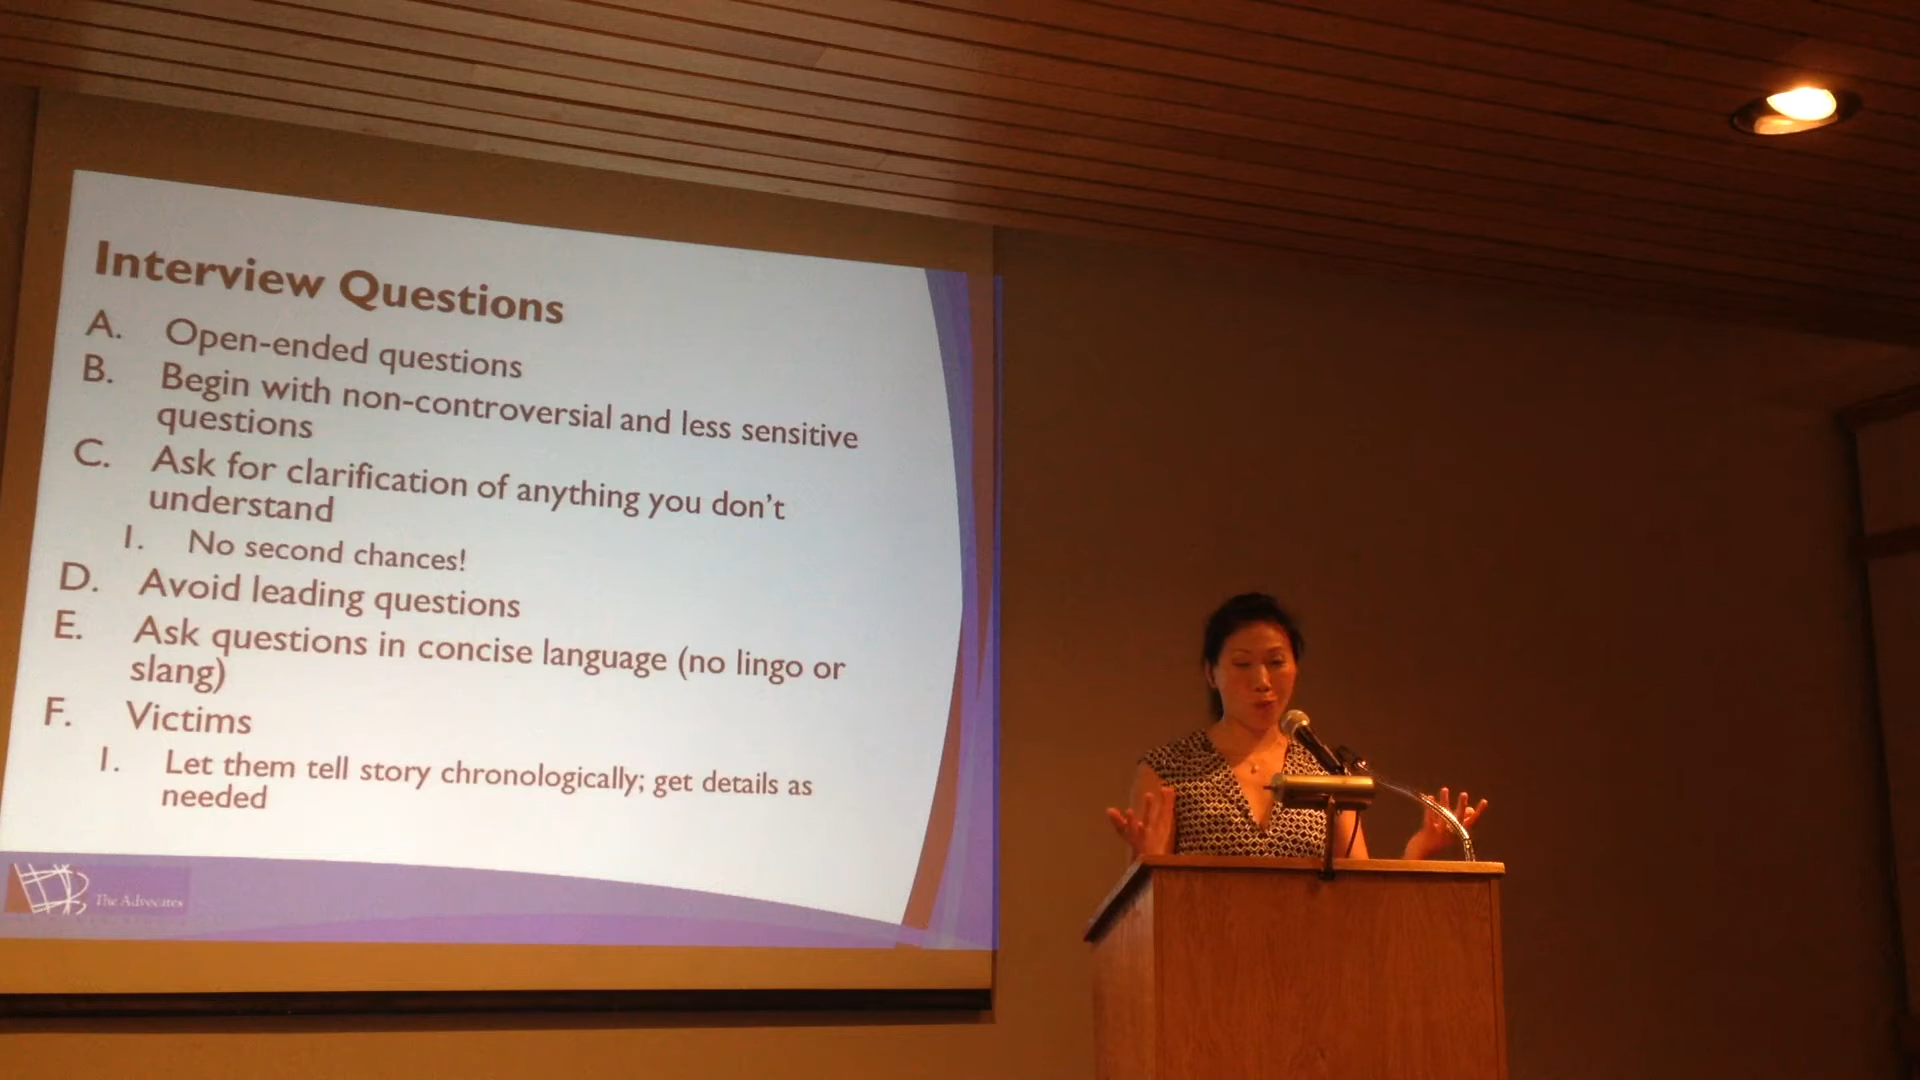 Interview Questions
A. Open-ended questions
B. Begin with non-controversial and less sensitive
questions
C. Ask for clarification of anything you don't
understand
1. No second chances!
D. Avoid leading questions
E. Ask questions in concise language (no lingo or
slang)
F. Victims
1. Let them tell story chronologically; get details as
needed
The Advocates